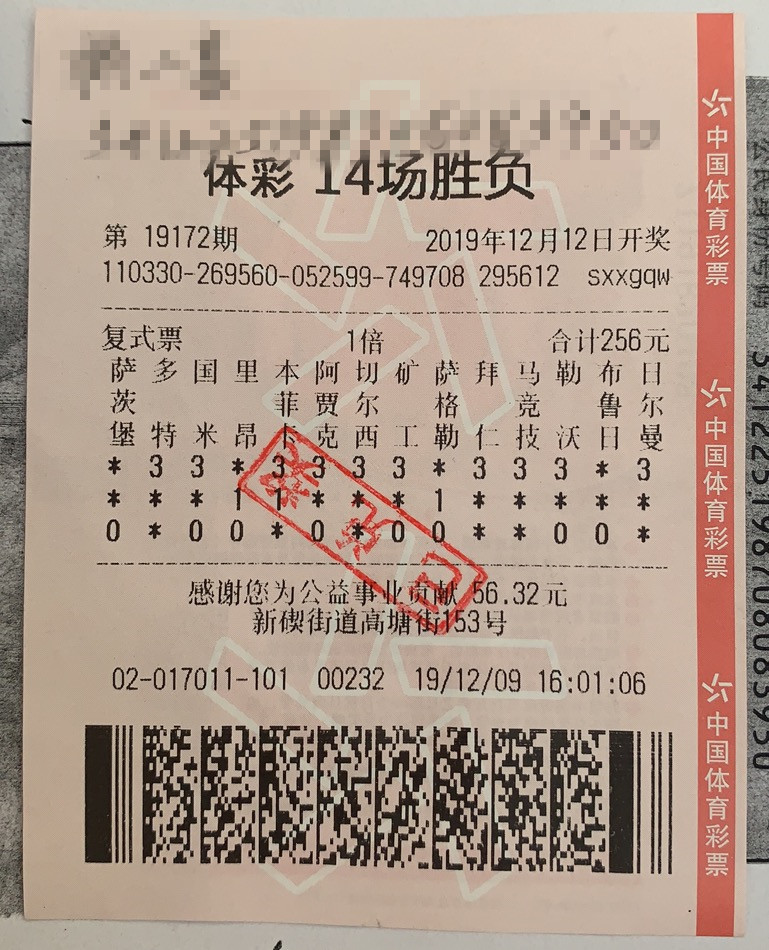 体彩 14场胜负
第 19172期 2019年12月12日开奖
110330-269560-052599-749708 295612 sxxgqw
复式票 1倍 合计256元
萨 多 国 里 本 阿 切 矿 萨 拜 马 勒 布 日
茨 菲 贾 尔 格 竞 鲁 尔
堡 特 米 昂 卡 克 西 工 勒 仁 技 沃 日 曼
* 3 3 * 3 3 3 3 * 3 3 3 * 3
* * * 1 1 * * * 1 * * * * *
0 * 0 0 * 0 * 0 0 * * 0 0 *
已兑奖
感谢您为公益事业贡献 56.32元
新碶街道高塘街153号
02-017011-101 00232 19/12/09 16:01:06
中国体育彩票
中国体育彩票
中国体育彩票